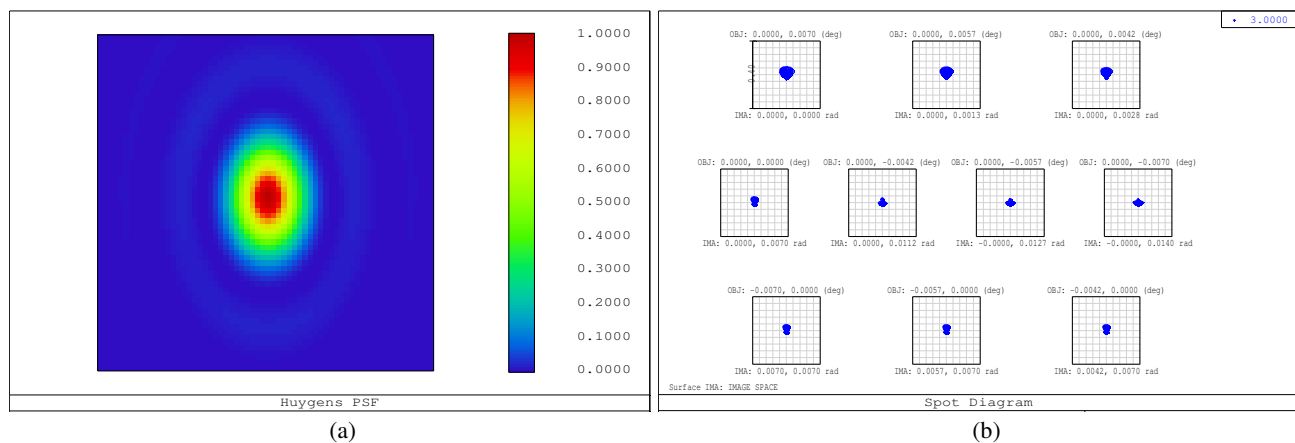 1.0000
0.9000
0.8000
0.7000
0.6000
0.5000
0.4000
0.3000
0.2000
0.1000
0.0000
Huygens PSF
(a)
3.0000
OBJ: 0.0000, 0.0070 (deg)
OBJ: 0.0000, 0.0057 (deg)
OBJ: 0.0000, 0.0042 (deg)
IMA: 0.0000, 0.0000 rad
IMA: 0.0000, 0.0013 rad
IMA: 0.0000, 0.0028 rad
OBJ: 0.0000, 0.0000 (deg)
OBJ: 0.0000, -0.0042 (deg)
OBJ: 0.0000, -0.0057 (deg)
OBJ: 0.0000, -0.0070 (deg)
IMA: 0.0000, 0.0070 rad
IMA: 0.0000, 0.0112 rad
IMA: -0.0000, 0.0127 rad
IMA: -0.0000, 0.0140 rad
OBJ: -0.0070, 0.0000 (deg)
OBJ: -0.0057, 0.0000 (deg)
OBJ: -0.0042, 0.0000 (deg)
IMA: 0.0070, 0.0070 rad
IMA: 0.0057, 0.0070 rad
IMA: 0.0042, 0.0070 rad
Surface IMA: IMAGE SPACE
Spot Diagram
(b)